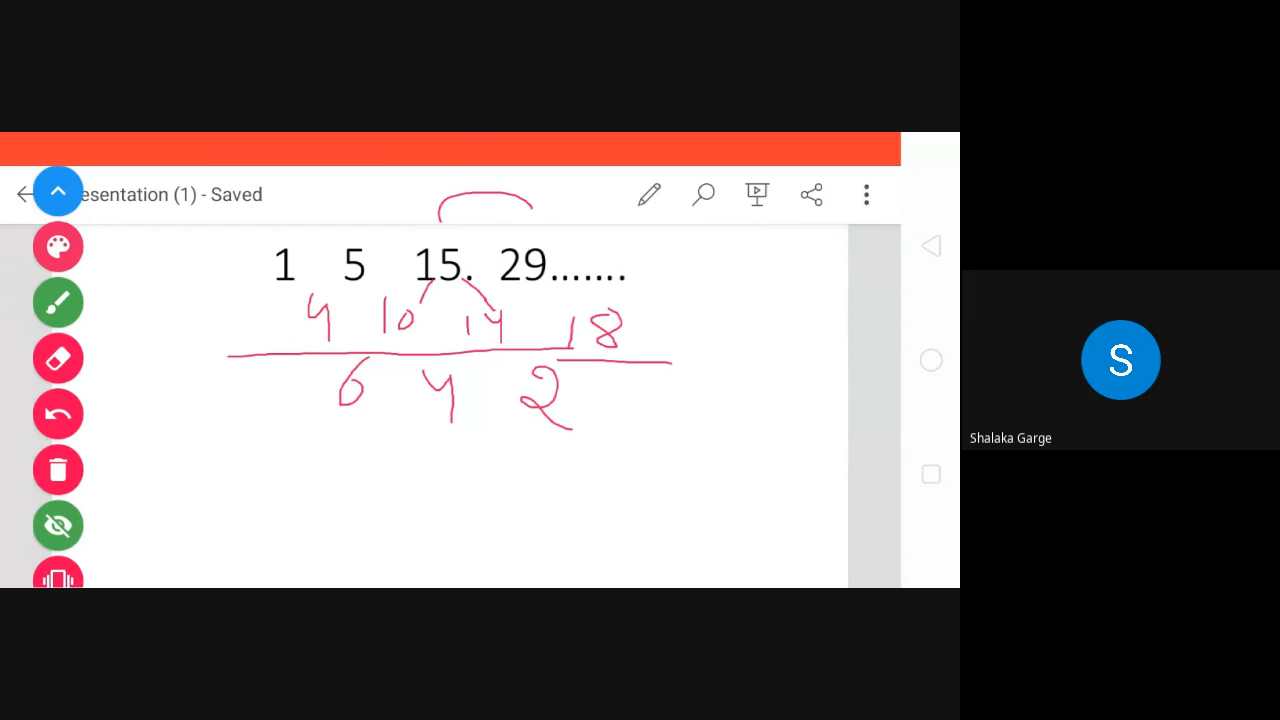 esentation (1) - Saved
1 5 15. 29.......
4 10 14 18
6 4 2
S
Shalaka Garge